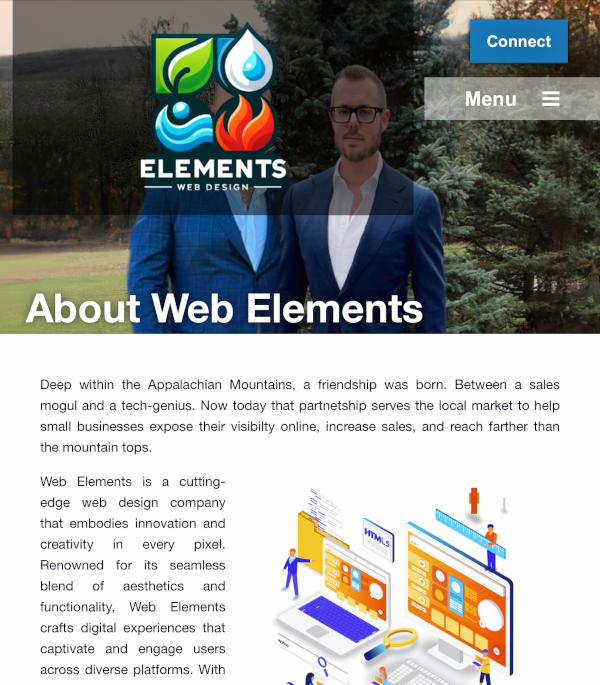 Connect
Menu
ELEMENTS
WEB DESIGN
About Web Elements
Deep within the Appalachian Mountains, a friendship was born. Between a sales
mogul and a tech-genius. Now today that partnetship serves the local market to help
small businesses expose their visibilty online, increase sales, and reach farther than
the mountain tops.
Web Elements is a cutting-
edge web design company
that embodies innovation and
creativity in every pixel.
Renowned for its seamless
blend of aesthetics and
functionality, Web Elements
crafts digital experiences that
captivate and engage users
across diverse platforms. With
HTML5
www